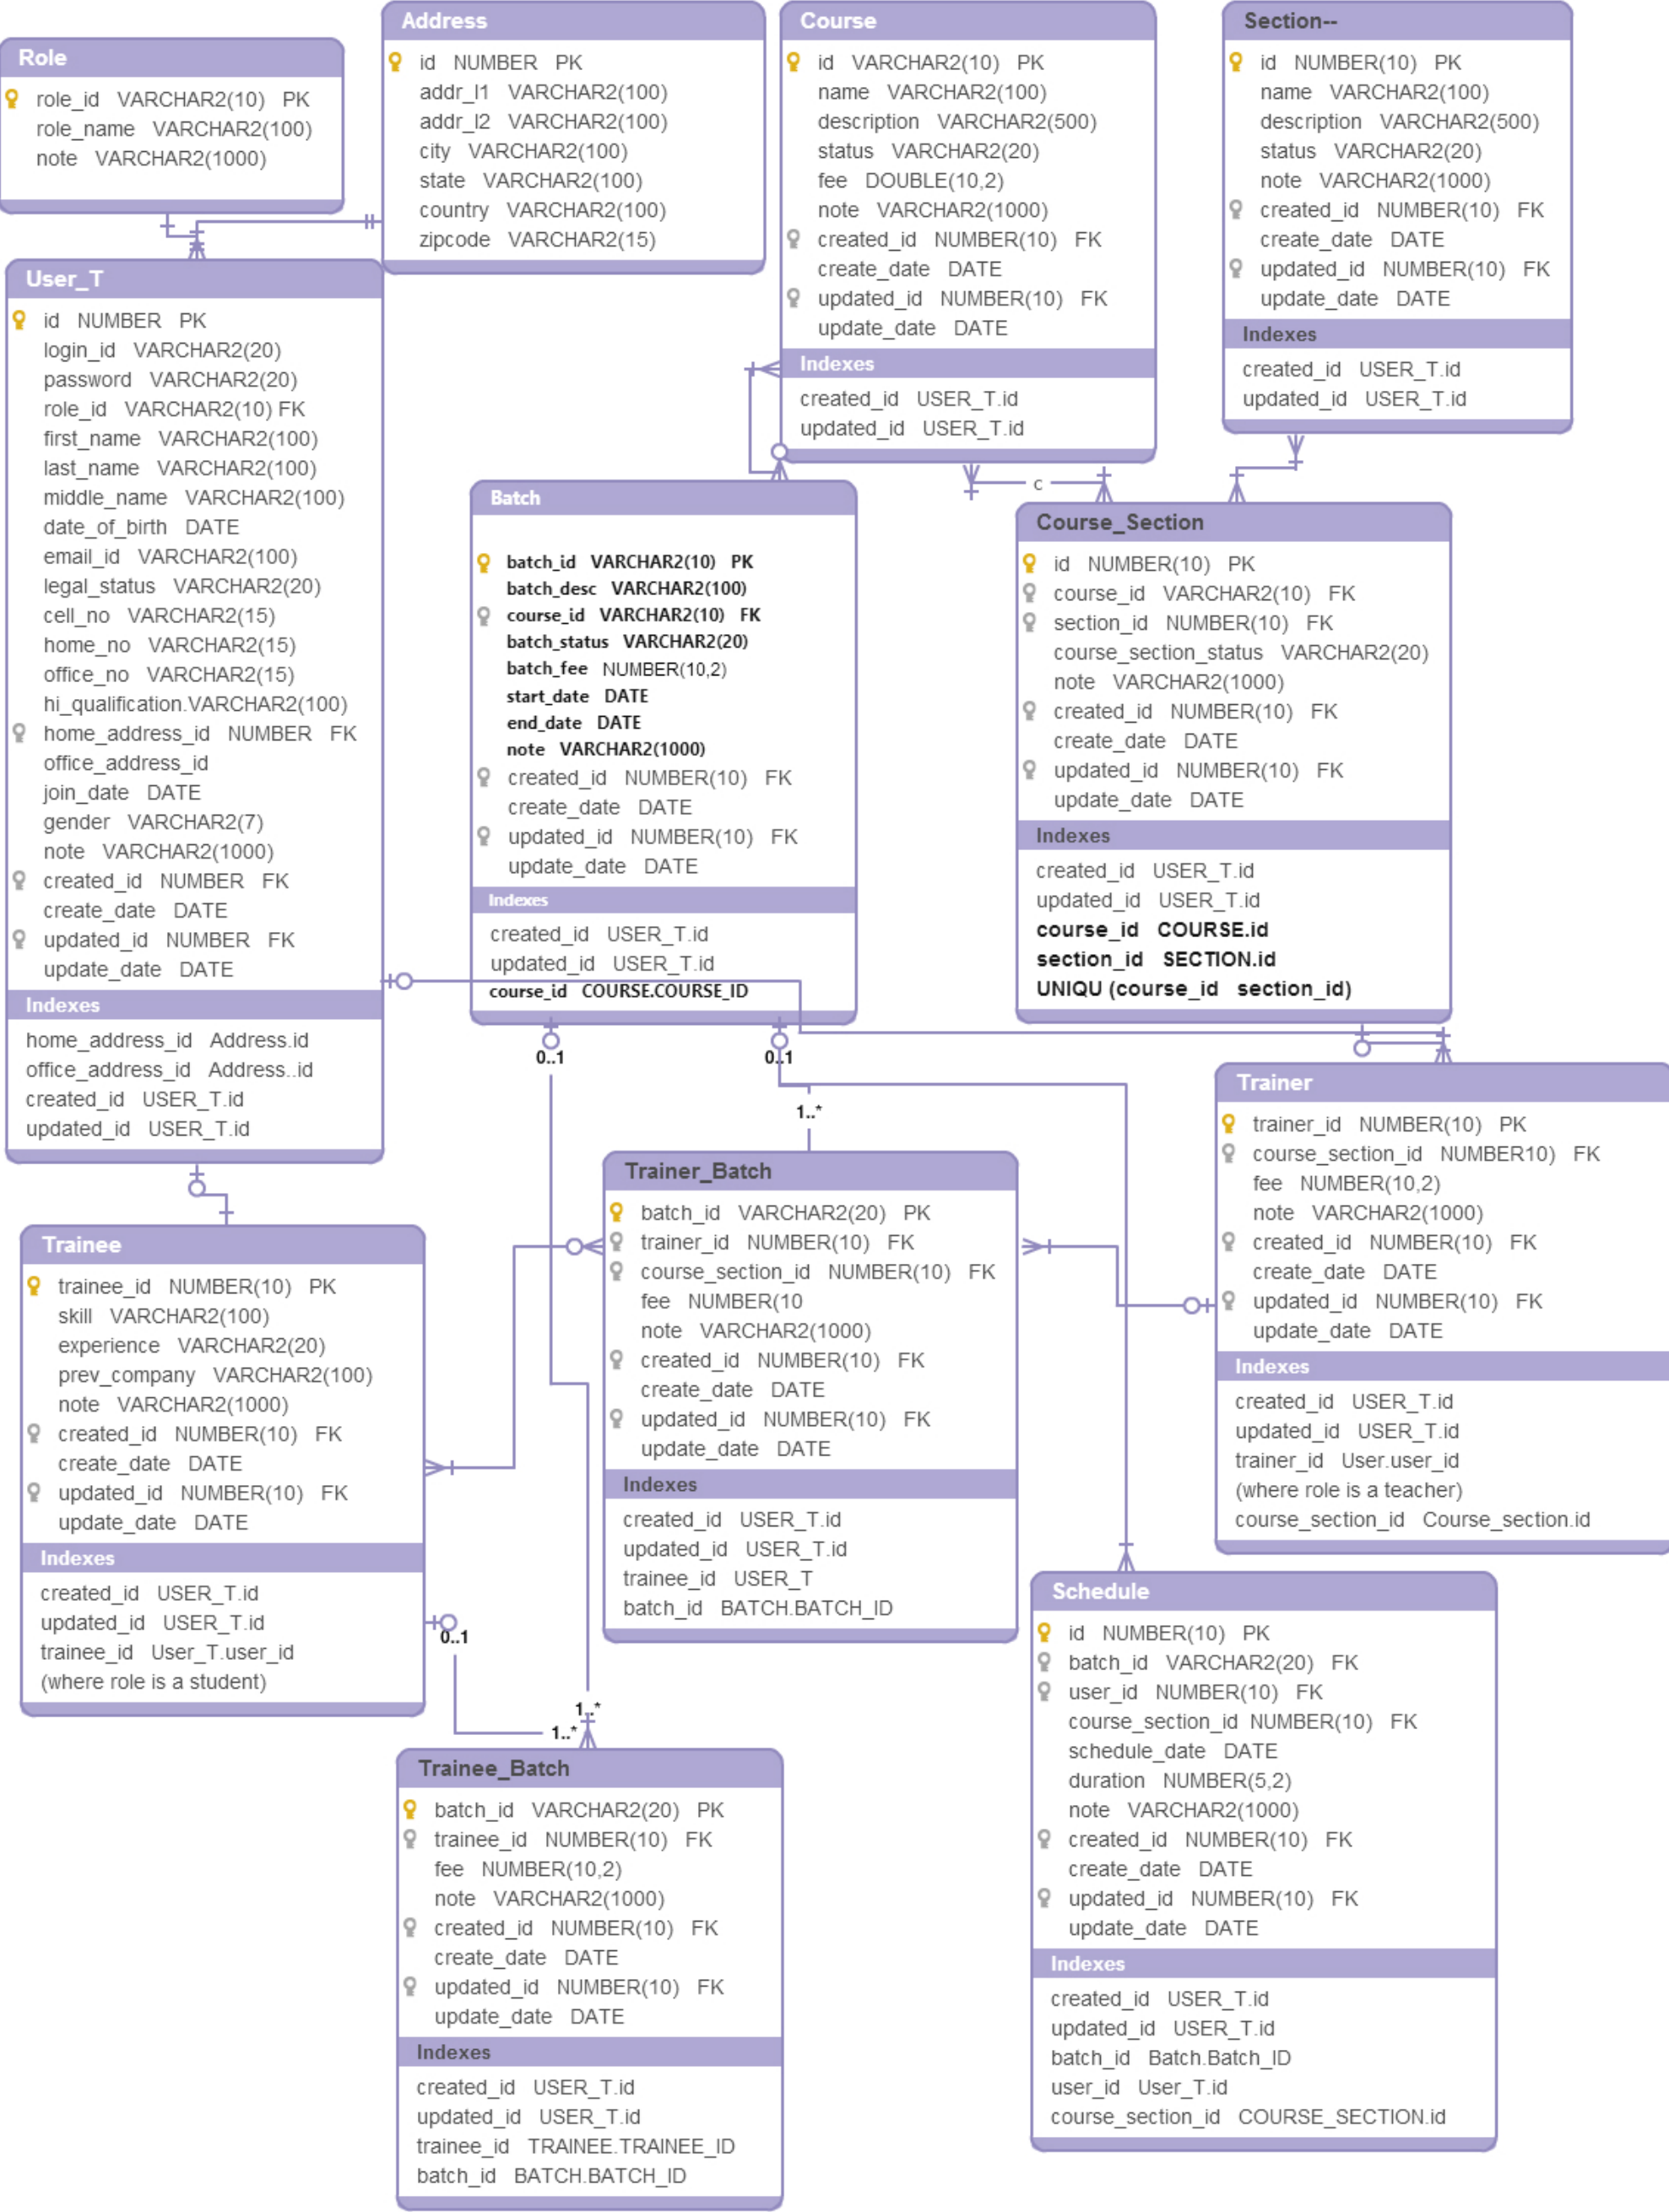 Role
role_id VARCHAR2(10) PK
role_name VARCHAR2(100)
note VARCHAR2(1000)
Address
id NUMBER PK
addr_l1 VARCHAR2(100)
addr_l2 VARCHAR2(100)
city VARCHAR2(100)
state VARCHAR2(100)
country VARCHAR2(100)
zipcode VARCHAR2(15)
Course
id VARCHAR2(10) PK
name VARCHAR2(100)
description VARCHAR2(500)
status VARCHAR2(20)
fee DOUBLE(10,2)
note VARCHAR2(1000)
created_id NUMBER(10) FK
create_date DATE
updated_id NUMBER(10) FK
update_date DATE
Indexes
created_id USER_T.id
updated_id USER_T.id
Section--
id NUMBER(10) PK
name VARCHAR2(100)
description VARCHAR2(500)
status VARCHAR2(20)
note VARCHAR2(1000)
created_id NUMBER(10) FK
create_date DATE
updated_id NUMBER(10) FK
update_date DATE
Indexes
created_id USER_T.id
updated_id USER_T.id
User_T
id NUMBER PK
login_id VARCHAR2(20)
password VARCHAR2(20)
role_id VARCHAR2(10) FK
first_name VARCHAR2(100)
last_name VARCHAR2(100)
middle_name VARCHAR2(100)
date_of_birth DATE
email_id VARCHAR2(100)
legal_status VARCHAR2(20)
cell_no VARCHAR2(15)
home_no VARCHAR2(15)
office_no VARCHAR2(15)
hi_qualification.VARCHAR2(100)
home_address_id NUMBER FK
office_address_id
join_date DATE
gender VARCHAR2(7)
note VARCHAR2(1000)
created_id NUMBER FK
create_date DATE
updated_id NUMBER FK
update_date DATE
Indexes
home_address_id Address.id
office_address_id Address..id
created_id USER_T.id
updated_id USER_T.id
Batch
batch_id VARCHAR2(10) PK
batch_desc VARCHAR2(100)
course_id VARCHAR2(10) FK
batch_status VARCHAR2(20)
batch_fee NUMBER(10,2)
start_date DATE
end_date DATE
note VARCHAR2(1000)
created_id NUMBER(10) FK
create_date DATE
updated_id NUMBER(10) FK
update_date DATE
Indexes
created_id USER_T.id
updated_id USER_T.id
course_id COURSE.COURSE_ID
c
Course_Section
id NUMBER(10) PK
course_id VARCHAR2(10) FK
section_id NUMBER(10) FK
course_section_status VARCHAR2(20)
note VARCHAR2(1000)
created_id NUMBER(10) FK
create_date DATE
updated_id NUMBER(10) FK
update_date DATE
Indexes
created_id USER_T.id
updated_id USER_T.id
course_id COURSE.id
section_id SECTION.id
UNIQU (course_id section_id)
0..1
0..1
1..*
Trainer
trainer_id NUMBER(10) PK
course_section_id NUMBER10) FK
fee NUMBER(10,2)
note VARCHAR2(1000)
created_id NUMBER(10) FK
create_date DATE
updated_id NUMBER(10) FK
update_date DATE
Indexes
created_id USER_T.id
updated_id USER_T.id
trainer_id User.user_id
(where role is a teacher)
course_section_id Course_section.id
Trainer_Batch
batch_id VARCHAR2(20) PK
trainer_id NUMBER(10) FK
course_section_id NUMBER(10) FK
fee NUMBER(10
note VARCHAR2(1000)
created_id NUMBER(10) FK
create_date DATE
updated_id NUMBER(10) FK
update_date DATE
Indexes
created_id USER_T.id
updated_id USER_T.id
trainee_id USER_T
batch_id BATCH.BATCH_ID
Trainee
trainee_id NUMBER(10) PK
skill VARCHAR2(100)
experience VARCHAR2(20)
prev_company VARCHAR2(100)
note VARCHAR2(1000)
created_id NUMBER(10) FK
create_date DATE
updated_id NUMBER(10) FK
update_date DATE
Indexes
created_id USER_T.id
updated_id USER_T.id
trainee_id User_T.user_id
(where role is a student)
0..1
1..*
1..*
Trainee_Batch
batch_id VARCHAR2(20) PK
trainee_id NUMBER(10) FK
fee NUMBER(10,2)
note VARCHAR2(1000)
created_id NUMBER(10) FK
create_date DATE
updated_id NUMBER(10) FK
update_date DATE
Indexes
created_id USER_T.id
updated_id USER_T.id
trainee_id TRAINEE.TRAINEE_ID
batch_id BATCH.BATCH_ID
Schedule
id NUMBER(10) PK
batch_id VARCHAR2(20) FK
user_id NUMBER(10) FK
course_section_id NUMBER(10) FK
schedule_date DATE
duration NUMBER(5,2)
note VARCHAR2(1000)
created_id NUMBER(10) FK
create_date DATE
updated_id NUMBER(10) FK
update_date DATE
Indexes
created_id USER_T.id
updated_id USER_T.id
batch_id Batch.Batch_ID
user_id User_T.id
course_section_id COURSE_SECTION.id